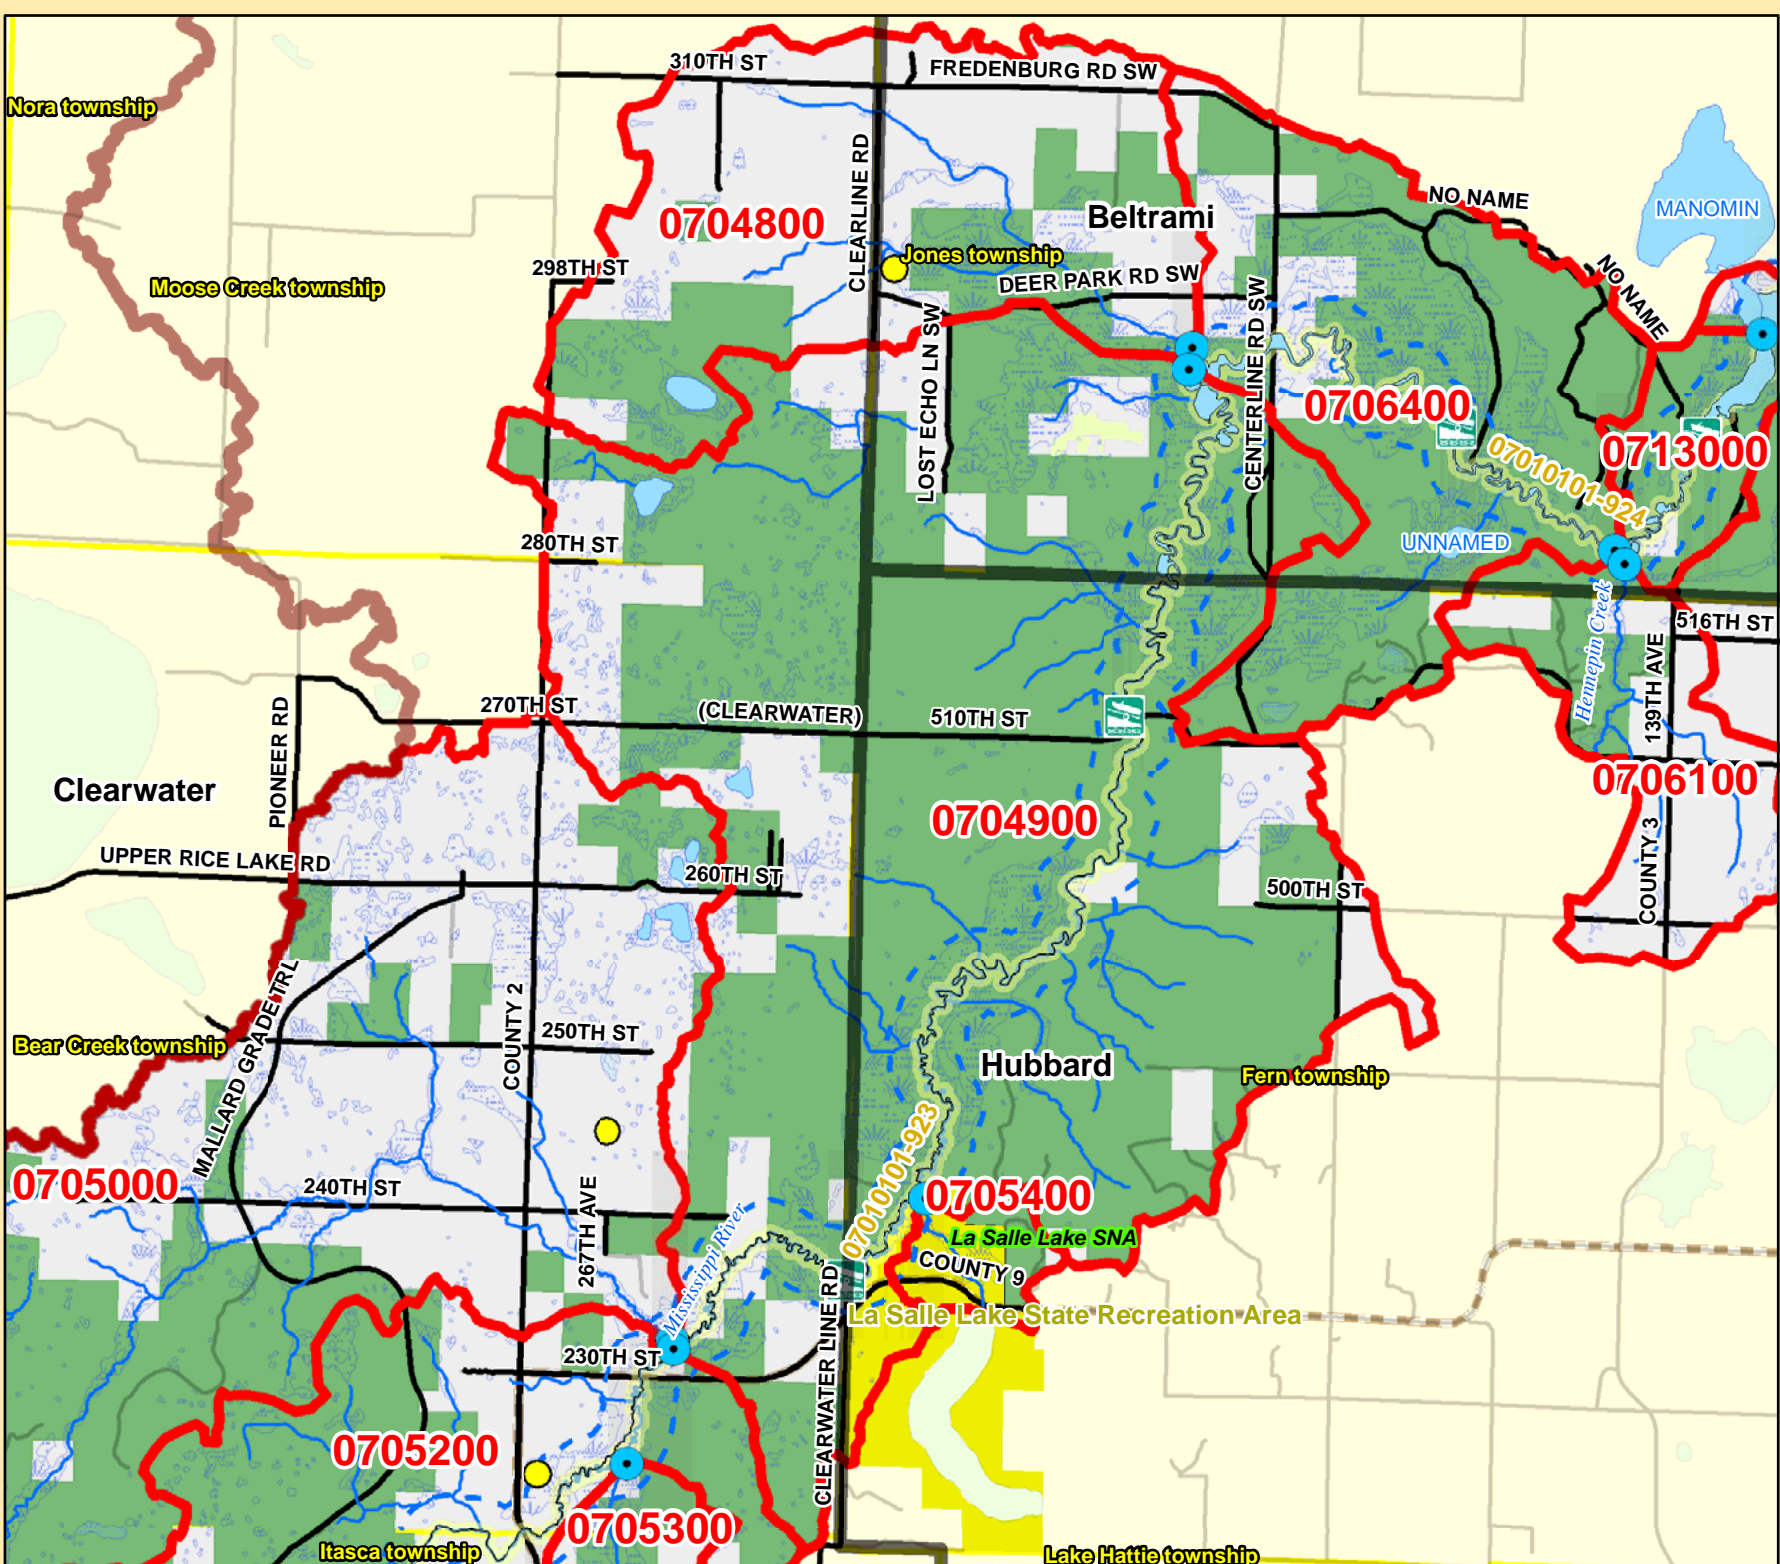 310TH ST
FREDENBURG RD SW
Nora township
CLEARLINE RD
NO NAME
MANOMIN
0704800
Beltrami
Jones township
298TH ST
DEER PARK RD SW
NO NAME
Moose Creek township
LOST ECHO LN SW
CENTERLINE RD SW
0706400
0713000
07010101-924
280TH ST
UNNAMED
Hennepin Creek
516TH ST
139TH AVE
270TH ST
(CLEARWATER)
510TH ST
PIONEER RD
Clearwater
0706100
0704900
UPPER RICE LAKE RD
260TH ST
500TH ST
COUNTY 3
MALLARD GRADE TRL
COUNTY 2
250TH ST
Bear Creek township
Hubbard
Fern township
07010101-923
0705000
240TH ST
267TH AVE
0705400
La Salle Lake SNA
Mississippi River
COUNTY 9
CLEARWATER LINE RD
La Salle Lake State Recreation Area
230TH ST
0705200
0705300
Itasca township
Lake Hattie township